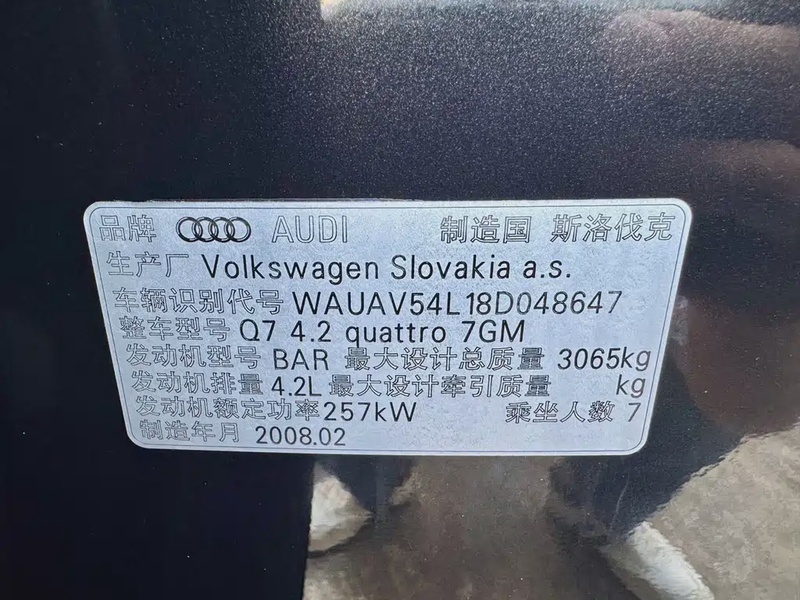 品牌 AUDI 制造国 斯洛伐克
生产厂 Volkswagen Slovakia a.s.
车辆识别代号 WAUAV54L18D048647
整车型号 Q7 4.2 quattro 7GM
发动机型号 BAR 最大设计总质量 3065kg
发动机排量 4.2L 最大设计牵引质量 kg
发动机额定功率 257kW 乘坐人数 7
制造年月 2008.02